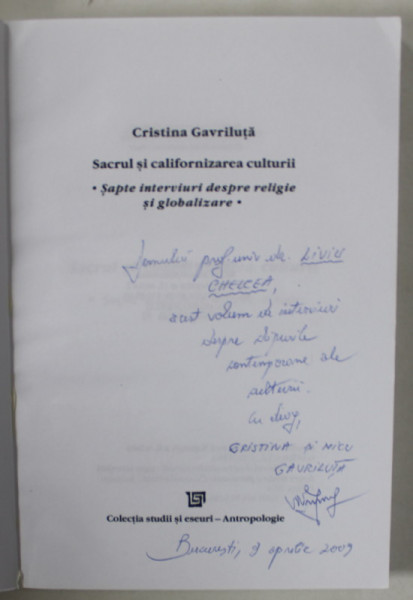 Cristina Gavriluță
Sacrul și californizarea culturii
• Șapte interviuri despre religie
și globalizare •
Domnului prof. univ. dr. LIVIU
CHELCEA,
acest volum de interviuri
despre chipurile
contemporane ale
culturii.
Cu drag,
CRISTINA și NICU
GAVRILUȚĂ
Colecția studii și eseuri – Antropologie
București, 9 aprilie 2009